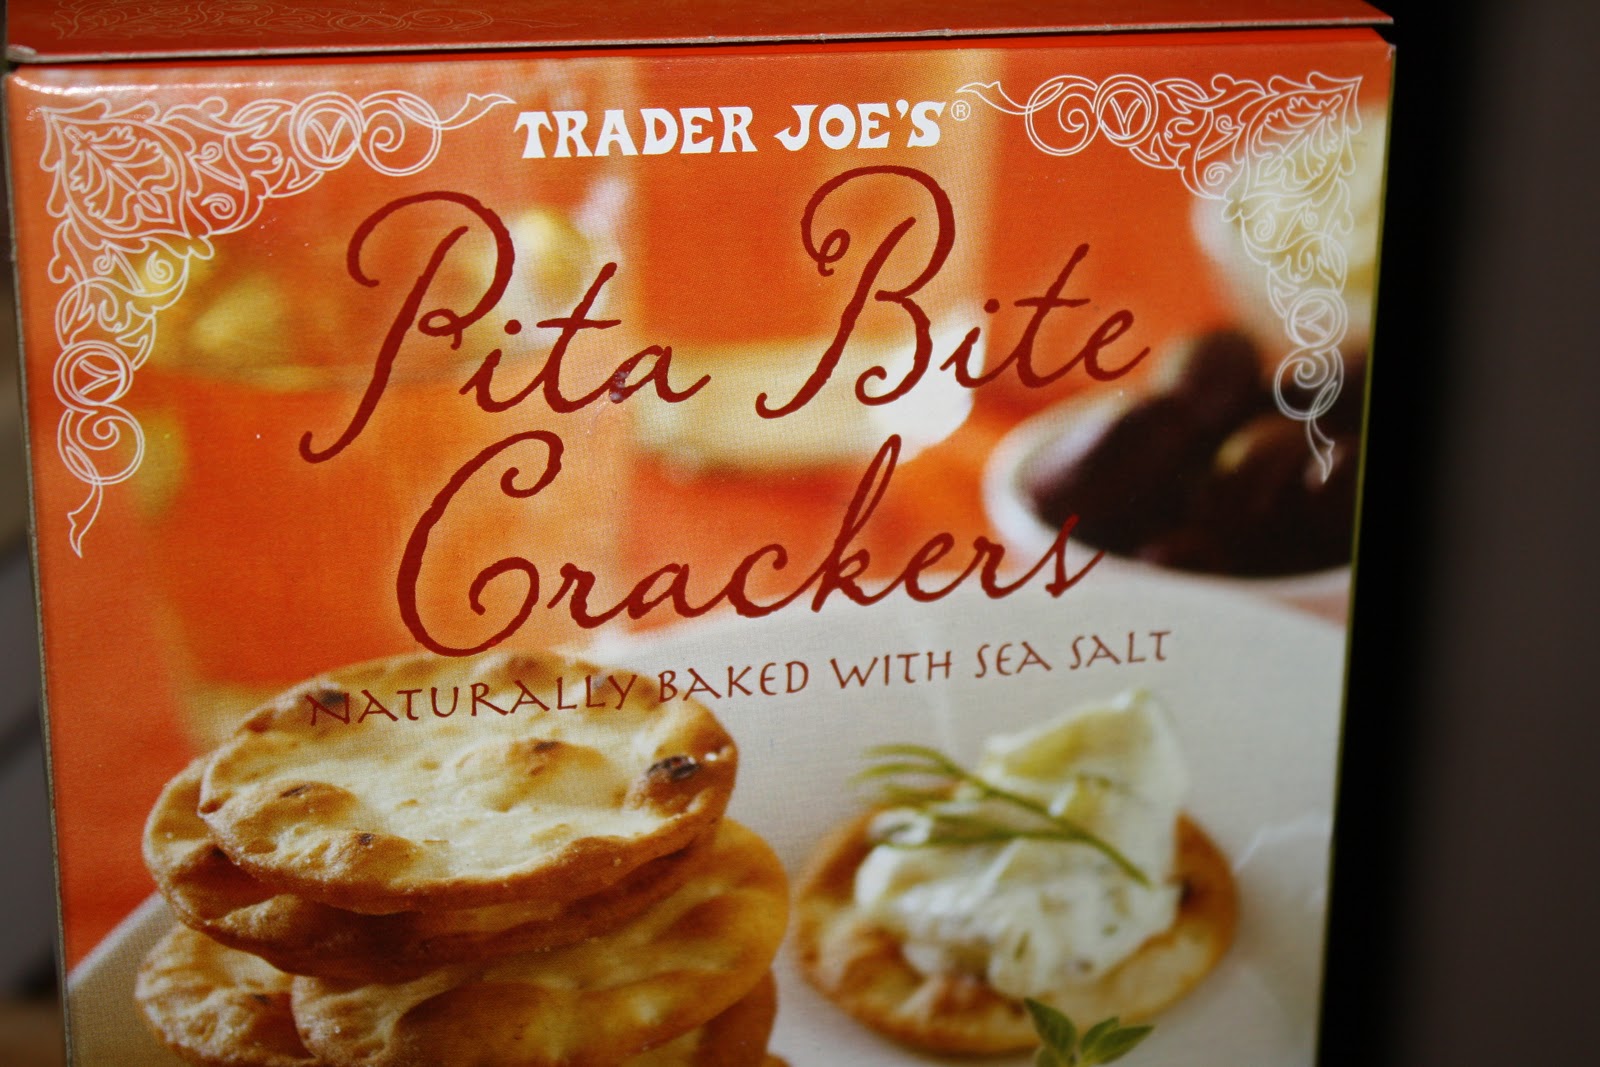 TRADER JOE'S®
Pita Bite
Crackers
NATURALLY BAKED WITH SEA SALT